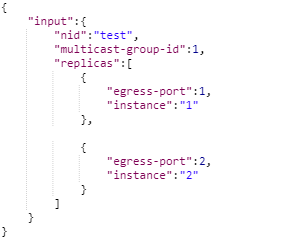 {
    "input":{
        "nid":"test",
        "multicast-group-id":1,
        "replicas":[
            {
                "egress-port":1,
                "instance":"1"
            },
            {
                "egress-port":2,
                "instance":"2"
            }
        ]
    }
}